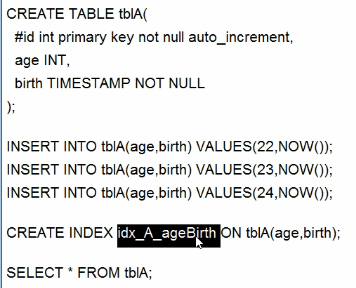 CREATE TABLE tblA(
#id int primary key not null auto_increment,
age INT,
birth TIMESTAMP NOT NULL
);
INSERT INTO tblA(age,birth) VALUES(22,NOW());
INSERT INTO tblA(age,birth) VALUES(23,NOW());
INSERT INTO tblA(age,birth) VALUES(24,NOW());
CREATE INDEX idx_A_ageBirth ON tblA(age,birth);
SELECT * FROM tblA;